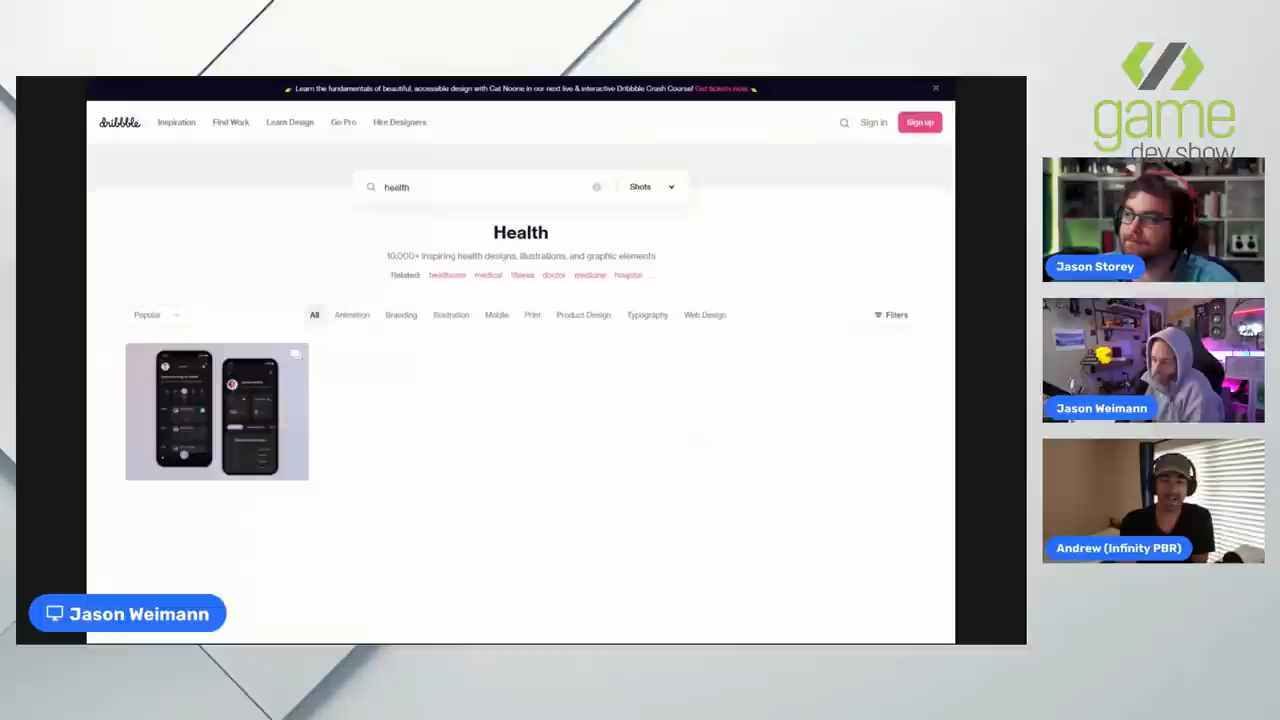 Learn the fundamentals of beautiful, accessible design with Cat Noone in our next live & interactive Dribbble Crash Course! Get tickets now.
dribbble Inspiration Find Work Learn Design Go Pro Hire Designers Sign in Sign up
health Shots
Health
10,000+ inspiring health designs, illustrations, and graphic elements
Related: healthcare medical fitness doctor medicine hospital
Popular All Animation Branding Illustration Mobile Print Product Design Typography Web Design Filters
Jason Weimann
game
dev show
Jason Storey
Jason Weimann
Andrew (Infinity PBR)